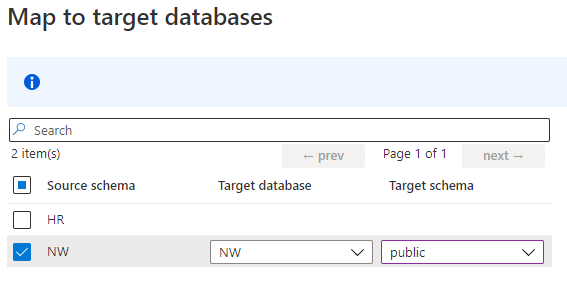 Map to target databases
Search
2 item(s) ← prev Page 1 of 1 next →
Source schema Target database Target schema
HR
NW NW public